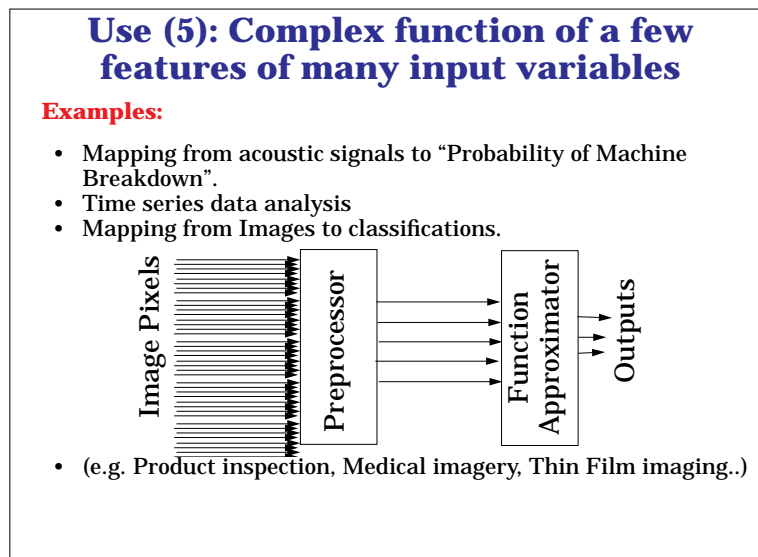 Use (5): Complex function of a few
features of many input variables
Examples:
• Mapping from acoustic signals to “Probability of Machine
Breakdown”.
• Time series data analysis
• Mapping from Images to classifications.
Image Pixels
Preprocessor
Function
Approximator
Outputs
• (e.g. Product inspection, Medical imagery, Thin Film imaging..)